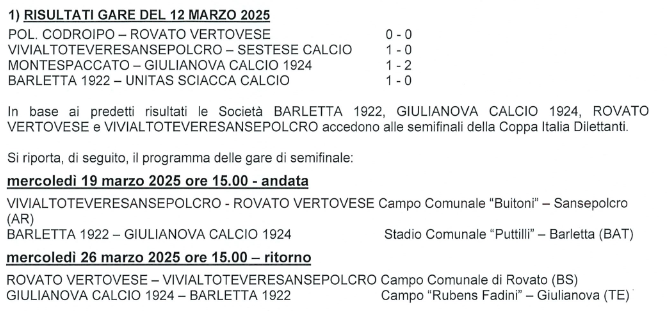 1) RISULTATI GARE DEL 12 MARZO 2025
POL. CODROIPO – ROVATO VERTOVESE 0 - 0
VIVIALTOTEVERESANSEPOLCRO – SESTESE CALCIO 1 - 0
MONTESPACCATO – GIULIANOVA CALCIO 1924 1 - 2
BARLETTA 1922 – UNITAS SCIACCA CALCIO 1 - 0
In base ai predetti risultati le Società BARLETTA 1922, GIULIANOVA CALCIO 1924, ROVATO
VERTOVESE e VIVIALTOTEVERESANSEPOLCRO accedono alle semifinali della Coppa Italia Dilettanti.
Si riporta, di seguito, il programma delle gare di semifinale:
mercoledì 19 marzo 2025 ore 15.00 - andata
VIVIALTOTEVERESANSEPOLCRO - ROVATO VERTOVESE Campo Comunale “Buitoni” – Sansepolcro
(AR)
BARLETTA 1922 – GIULIANOVA CALCIO 1924 Stadio Comunale “Puttilli” – Barletta (BAT)
mercoledì 26 marzo 2025 ore 15.00 – ritorno
ROVATO VERTOVESE – VIVIALTOTEVERESANSEPOLCRO Campo Comunale di Rovato (BS)
GIULIANOVA CALCIO 1924 – BARLETTA 1922 Campo “Rubens Fadini” – Giulianova (TE)